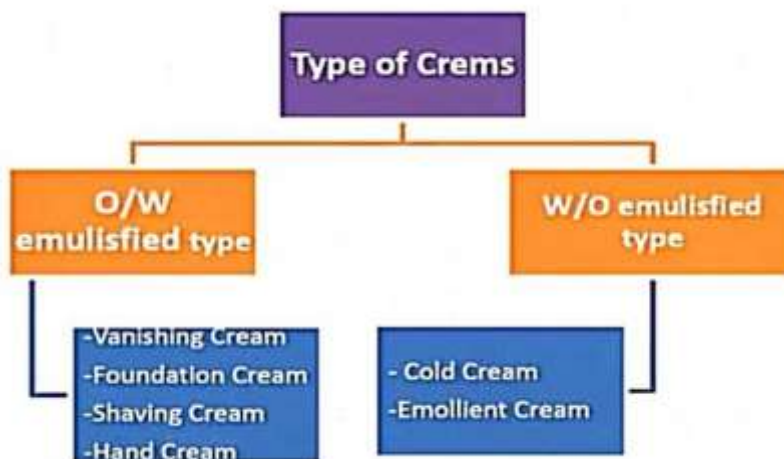 Type of Crems
O/W
emulisfied type
W/O emulisfied
type
-Vanishing Cream
-Foundation Cream
-Shaving Cream
-Hand Cream
- Cold Cream
-Emollient Cream